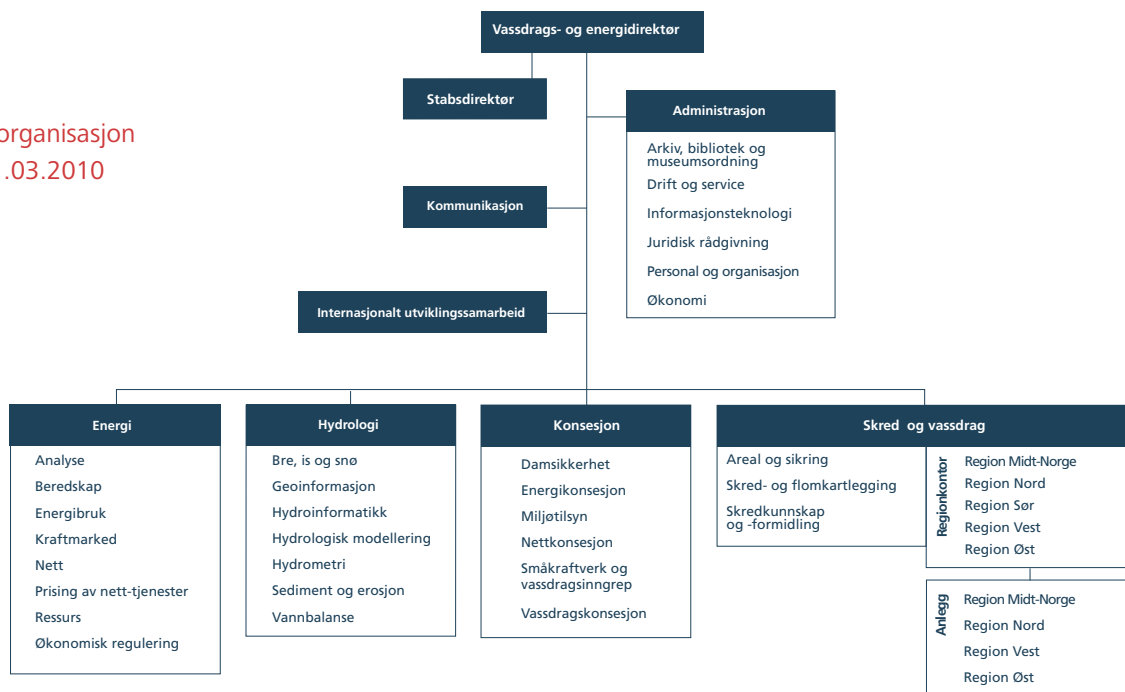 Vassdrags- og energidirektør
Stabsdirektør
organisasjon
.03.2010
Administrasjon
Arkiv, bibliotek og
museumsordning
Drift og service
Informasjonsteknologi
Juridisk rådgivning
Personal og organisasjon
Økonomi
Kommunikasjon
Internasjonalt utviklingssamarbeid
Energi
Analyse
Beredskap
Energibruk
Kraftmarked
Nett
Prising av nett-tjenester
Ressurs
Økonomisk regulering
Hydrologi
Bre, is og snø
Geoinformasjon
Hydroinformatikk
Hydrologisk modellering
Hydrometri
Sediment og erosjon
Vannbalanse
Konsesjon
Damsikkerhet
Energikonsesjon
Miljøtilsyn
Nettkonsesjon
Småkraftverk og
vassdragsinngrep
Vassdragskonsesjon
Skred og vassdrag
Areal og sikring
Skred- og flomkartlegging
Skredkunnskap
og -formidling
Regionkontor
Region Midt-Norge
Region Nord
Region Sør
Region Vest
Region Øst
Anlegg
Region Midt-Norge
Region Nord
Region Vest
Region Øst